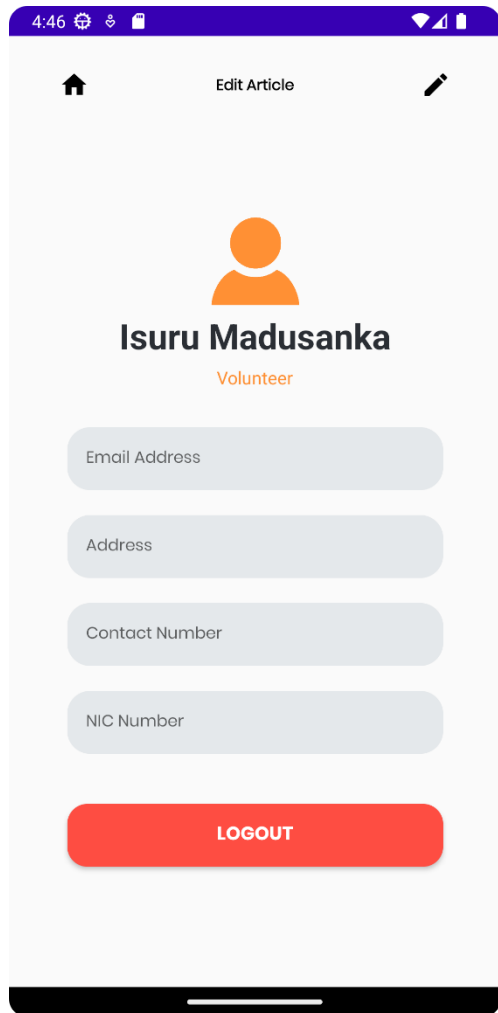 4:46
Edit Article
Isuru Madusanka
Volunteer
Email Address
Address
Contact Number
NIC Number
LOGOUT